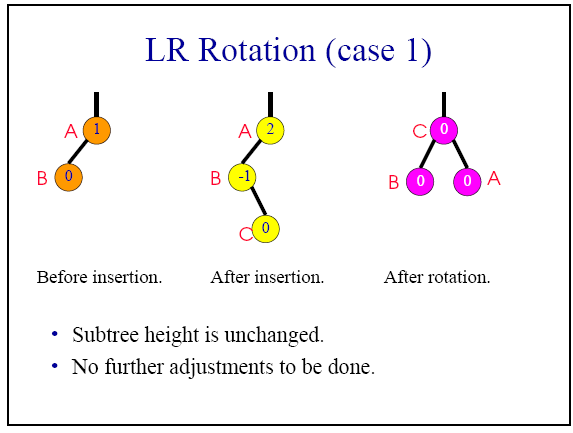 LR Rotation (case 1)
A 1 A 2 C 0
B 0 B -1 B 0 0 A
C 0
Before insertion. After insertion. After rotation.
• Subtree height is unchanged.
• No further adjustments to be done.